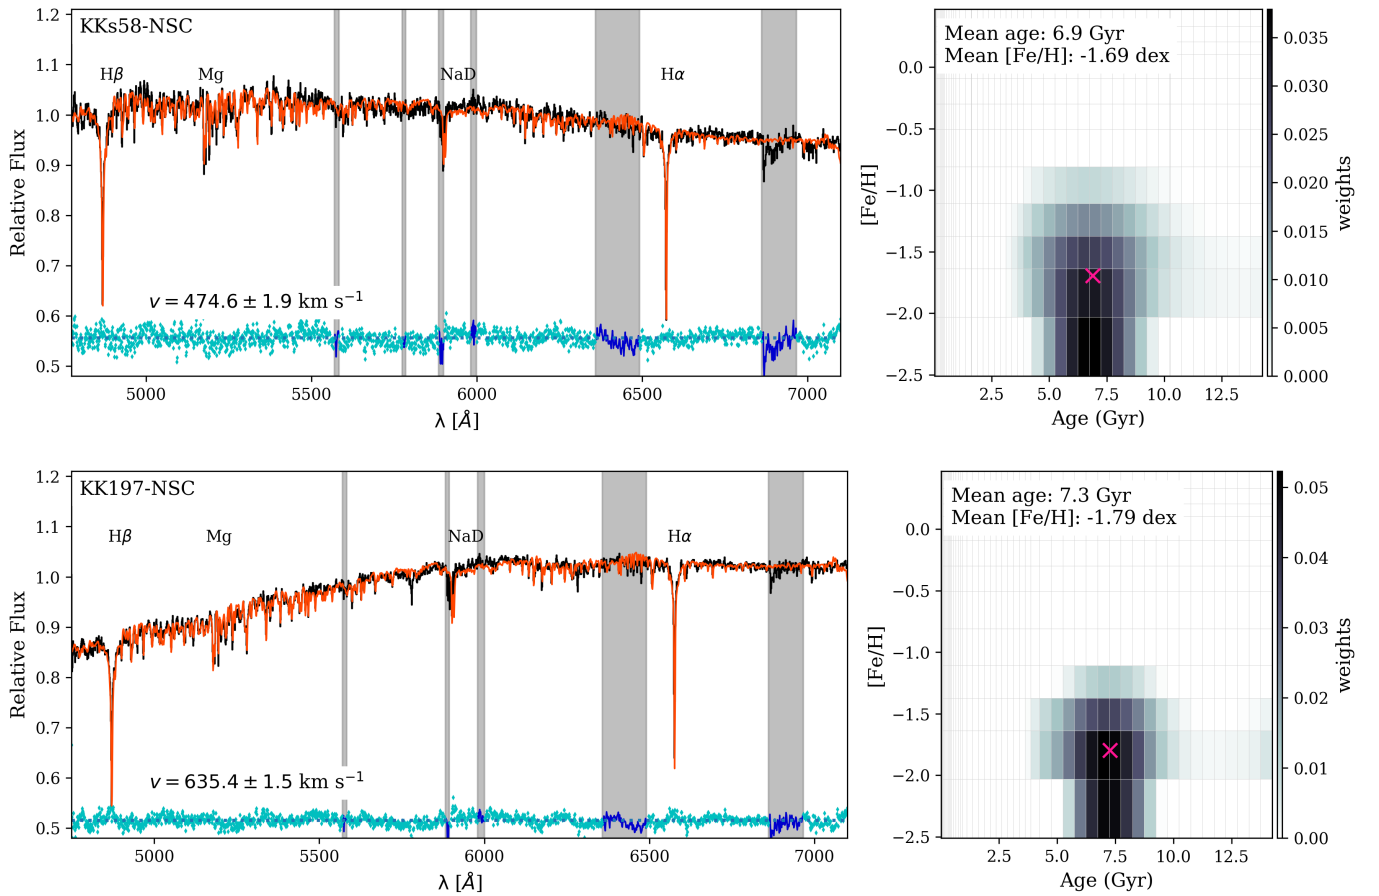 KKs58-NSC
Hβ
Mg
NaD
Hα
v = 474.6 ± 1.9 km s⁻¹
1.2
1.1
1.0
0.9
0.8
0.7
0.6
0.5
Relative Flux
5000
5500
6000
6500
7000
λ [Å]
Mean age: 6.9 Gyr
Mean [Fe/H]: -1.69 dex
0.0
−0.5
−1.0
−1.5
−2.0
−2.5
[Fe/H]
2.5
5.0
7.5
10.0
12.5
Age (Gyr)
0.035
0.030
0.025
0.020
0.015
0.010
0.005
0.000
weights
KK197-NSC
Hβ
Mg
NaD
Hα
v = 635.4 ± 1.5 km s⁻¹
1.2
1.1
1.0
0.9
0.8
0.7
0.6
0.5
Relative Flux
5000
5500
6000
6500
7000
λ [Å]
Mean age: 7.3 Gyr
Mean [Fe/H]: -1.79 dex
0.0
−0.5
−1.0
−1.5
−2.0
−2.5
[Fe/H]
2.5
5.0
7.5
10.0
12.5
Age (Gyr)
0.05
0.04
0.03
0.02
0.01
0.00
weights